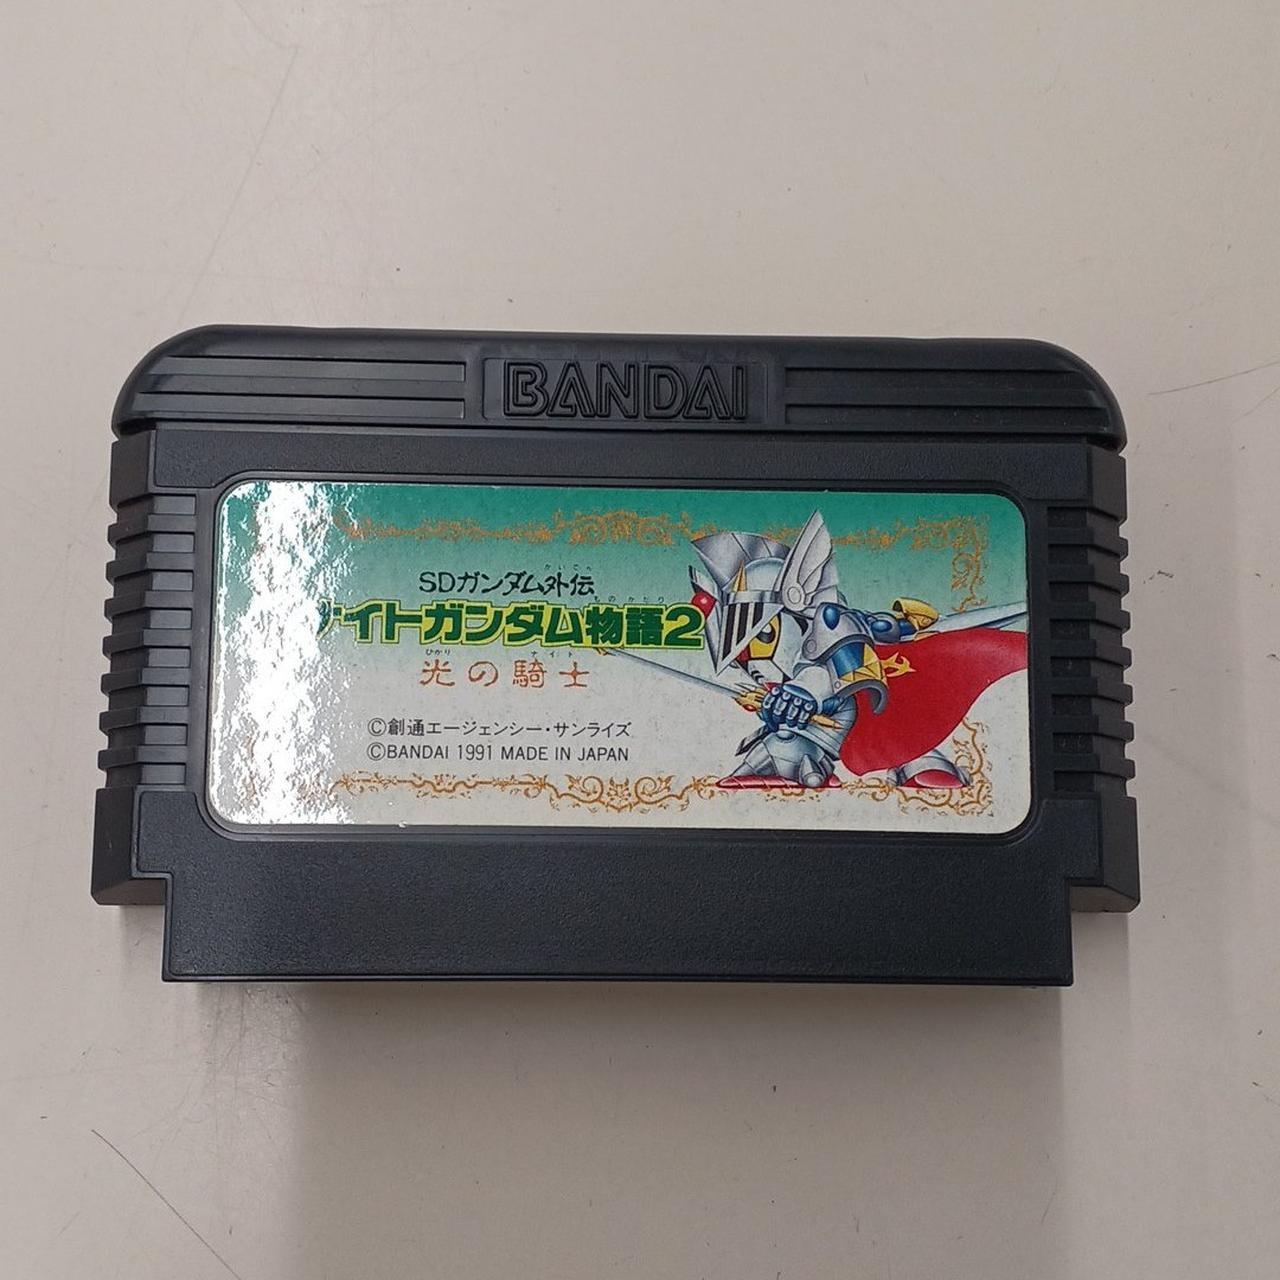 BANDAI
SDガンダム外伝
ナイトガンダム物語2
光の騎士
©創通エージェンシー・サンライズ
©BANDAI 1991 MADE IN JAPAN